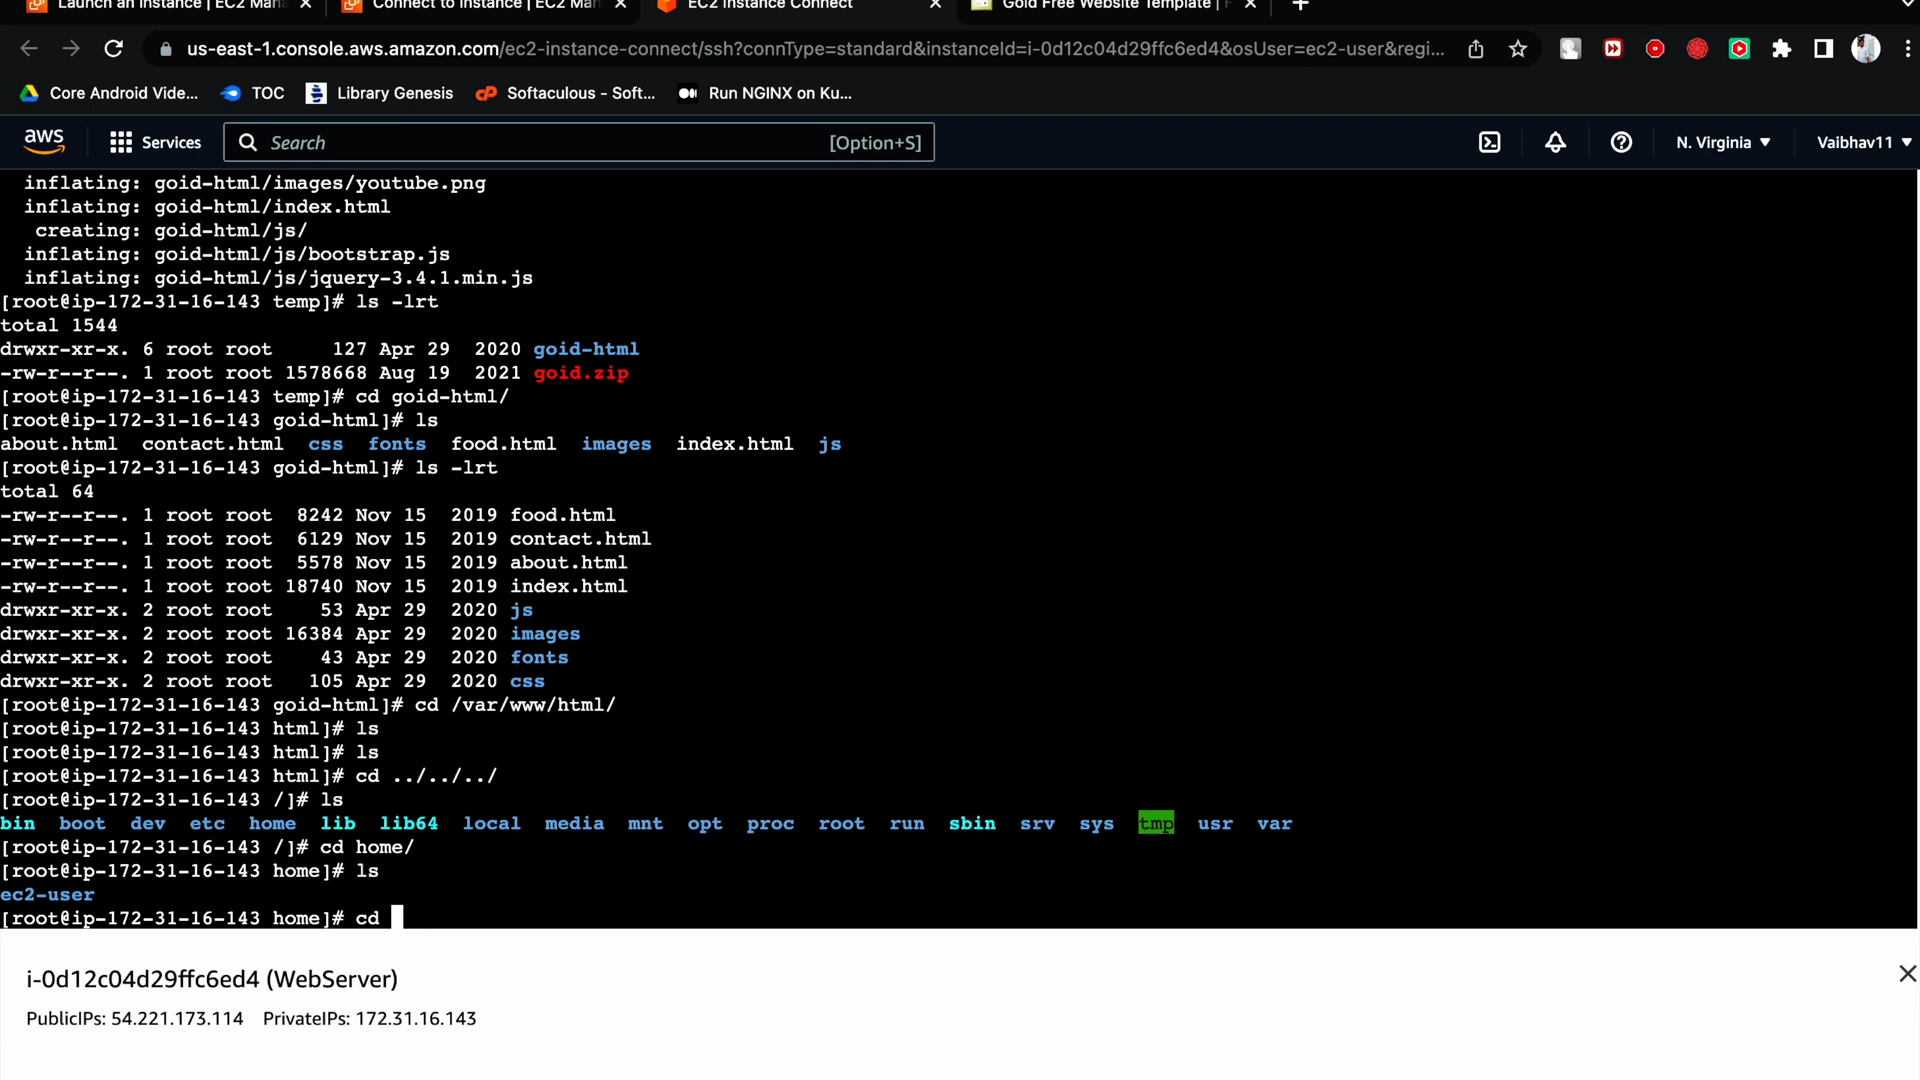 Launch an instance | EC2 Mana
Connect to instance | EC2 Man
EC2 Instance Connect
Gold Free Website Template |
us-east-1.console.aws.amazon.com/ec2-instance-connect/ssh?connType=standard&instanceId=i-0d12c04d29ffc6ed4&osUser=ec2-user&regi...
Core Android Vide... TOC Library Genesis Softaculous - Soft... Run NGINX on Ku...
aws Services Search [Option+S] N. Virginia Vaibhav11
inflating: goid-html/images/youtube.png
inflating: goid-html/index.html
creating: goid-html/js/
inflating: goid-html/js/bootstrap.js
inflating: goid-html/js/jquery-3.4.1.min.js
[root@ip-172-31-16-143 temp]# ls -lrt
total 1544
drwxr-xr-x. 6 root root 127 Apr 29 2020 goid-html
-rw-r--r--. 1 root root 1578668 Aug 19 2021 goid.zip
[root@ip-172-31-16-143 temp]# cd goid-html/
[root@ip-172-31-16-143 goid-html]# ls
about.html contact.html css fonts food.html images index.html js
[root@ip-172-31-16-143 goid-html]# ls -lrt
total 64
-rw-r--r--. 1 root root 8242 Nov 15 2019 food.html
-rw-r--r--. 1 root root 6129 Nov 15 2019 contact.html
-rw-r--r--. 1 root root 5578 Nov 15 2019 about.html
-rw-r--r--. 1 root root 18740 Nov 15 2019 index.html
drwxr-xr-x. 2 root root 53 Apr 29 2020 js
drwxr-xr-x. 2 root root 16384 Apr 29 2020 images
drwxr-xr-x. 2 root root 43 Apr 29 2020 fonts
drwxr-xr-x. 2 root root 105 Apr 29 2020 css
[root@ip-172-31-16-143 goid-html]# cd /var/www/html/
[root@ip-172-31-16-143 html]# ls
[root@ip-172-31-16-143 html]# ls
[root@ip-172-31-16-143 html]# cd ../../../
[root@ip-172-31-16-143 /]# ls
bin boot dev etc home lib lib64 local media mnt opt proc root run sbin srv sys tmp usr var
[root@ip-172-31-16-143 /]# cd home/
[root@ip-172-31-16-143 home]# ls
ec2-user
[root@ip-172-31-16-143 home]# cd
i-0d12c04d29ffc6ed4 (WebServer)
PublicIPs: 54.221.173.114 PrivateIPs: 172.31.16.143